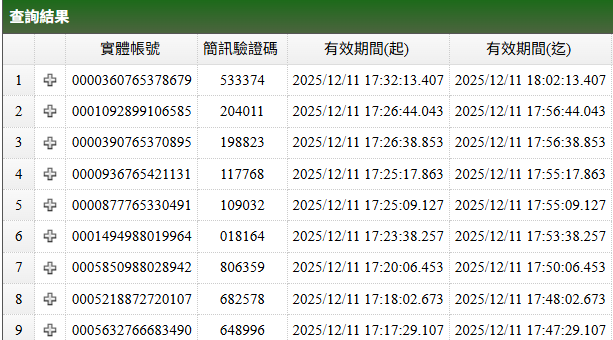 查詢結果
實體帳號 簡訊驗證碼 有效期間(起) 有效期間(迄)
1 0000360765378679 533374 2025/12/11 17:32:13.407 2025/12/11 18:02:13.407
2 0001092899106585 204011 2025/12/11 17:26:44.043 2025/12/11 17:56:44.043
3 0000390765370895 198823 2025/12/11 17:26:38.853 2025/12/11 17:56:38.853
4 0000936765421131 117768 2025/12/11 17:25:17.863 2025/12/11 17:55:17.863
5 0000877765330491 109032 2025/12/11 17:25:09.127 2025/12/11 17:55:09.127
6 0001494988019964 018164 2025/12/11 17:23:38.257 2025/12/11 17:53:38.257
7 0005850988028942 806359 2025/12/11 17:20:06.453 2025/12/11 17:50:06.453
8 0005218872720107 682578 2025/12/11 17:18:02.673 2025/12/11 17:48:02.673
9 0005632766683490 648996 2025/12/11 17:17:29.107 2025/12/11 17:47:29.107